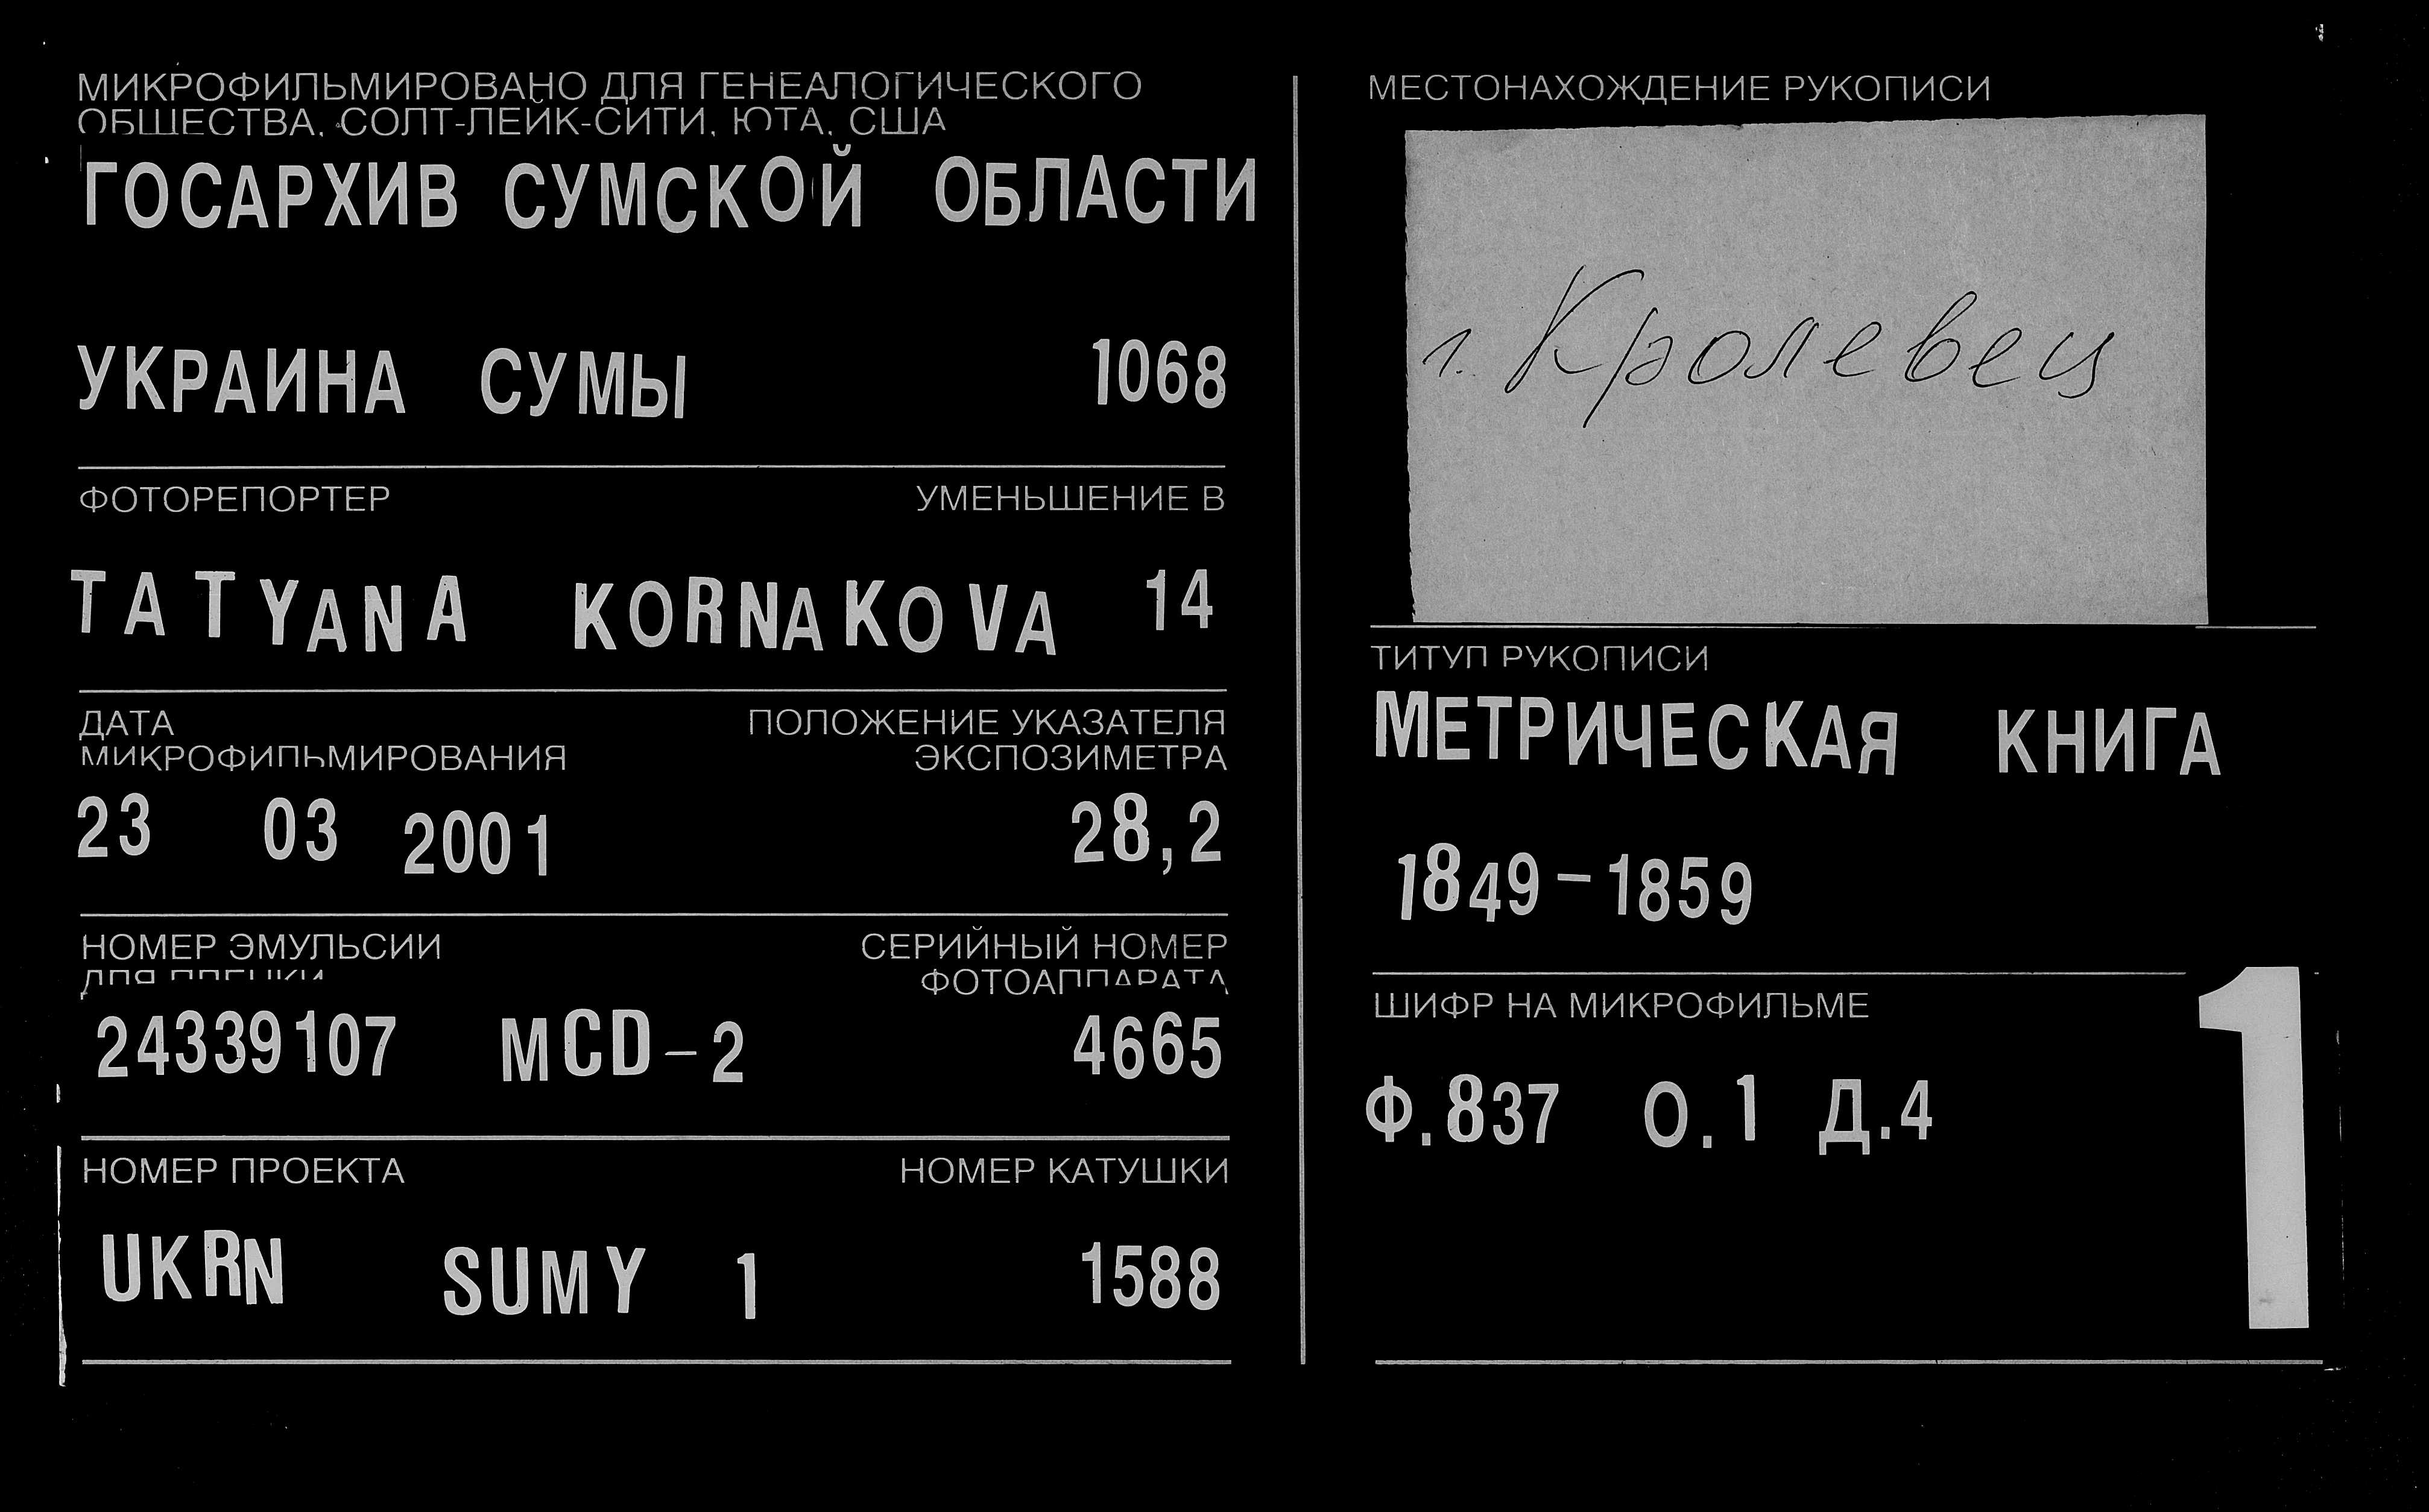 МИКРОФИЛЬМИРОВАНО ДЛЯ ГЕНЕАЛОГИЧЕСКОГО
ОБЩЕСТВА, СОЛТ-ЛЕЙК-СИТИ, ЮТА, США
ГОСАРХИВ СУМСКОЙ ОБЛАСТИ
УКРАИНА СУМЫ 1068
ФОТОРЕПОРТЕР УМЕНЬШЕНИЕ В
TATYANA KORNAKOVA 14
ДАТА ПОЛОЖЕНИЕ УКАЗАТЕЛЯ
МИКРОФИЛЬМИРОВАНИЯ ЭКСПОЗИМЕТРА
23 03 2001 28,2
НОМЕР ЭМУЛЬСИИ СЕРИЙНЫЙ НОМЕР
ДЛЯ ПЛЕНКИ ФОТОАППАРАТА
24339107 MCD-2 4665
НОМЕР ПРОЕКТА НОМЕР КАТУШКИ
UKRN SUMY 1 1588
МЕСТОНАХОЖДЕНИЕ РУКОПИСИ
г. Кролевец
ТИТУЛ РУКОПИСИ
МЕТРИЧЕСКАЯ КНИГА
1849-1859
ШИФР НА МИКРОФИЛЬМЕ
Ф.837 О.1 Д.4
1